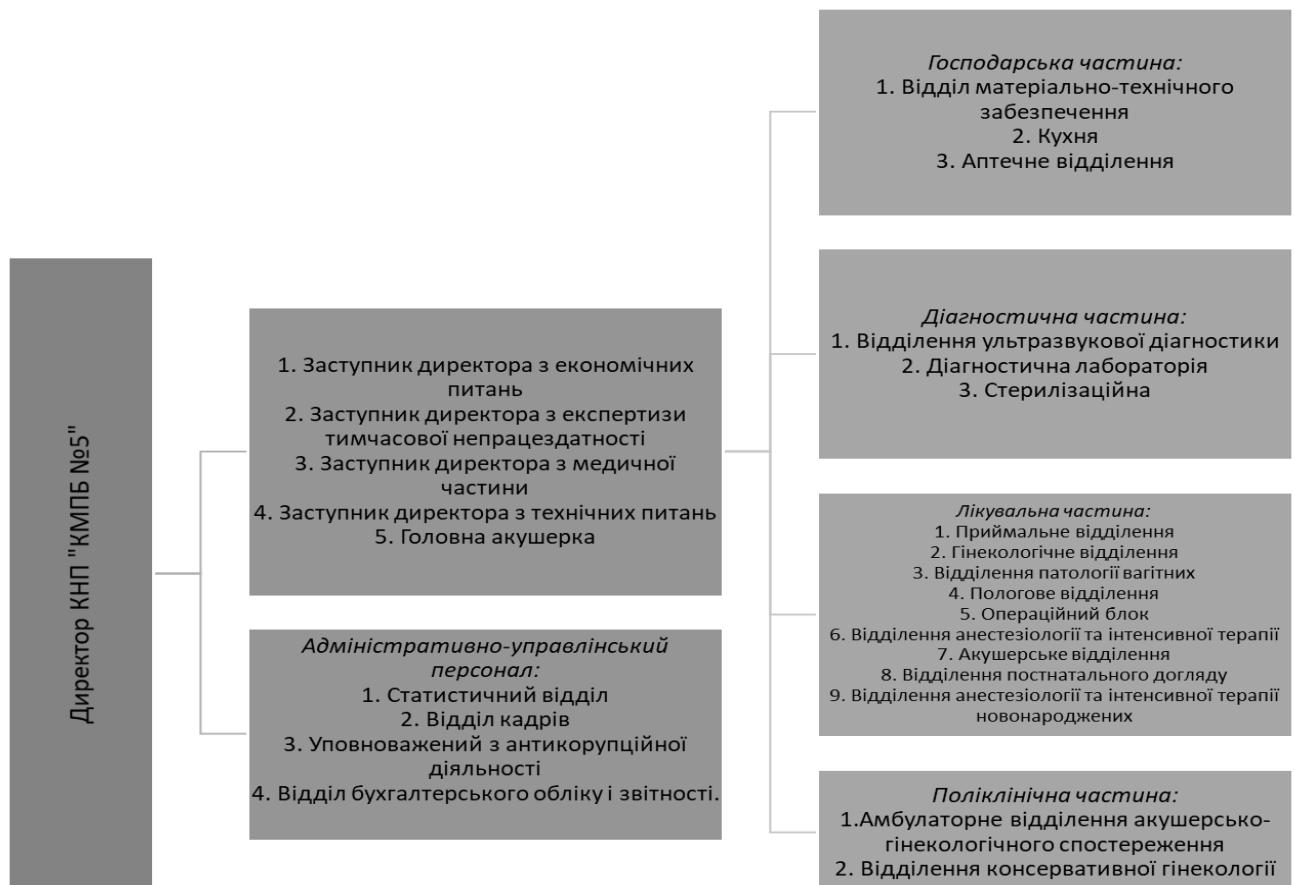 Директор КНП "КМПБ №5"
1. Заступник директора з економічних
питань
2. Заступник директора з експертизи
тимчасової непрацездатності
3. Заступник директора з медичної
частини
4. Заступник директора з технічних питань
5. Головна акушерка
Адміністративно-управлінський
персонал:
1. Статистичний відділ
2. Відділ кадрів
3. Уповноважений з антикорупційної
діяльності
4. Відділ бухгалтерського обліку і звітності.
Господарська частина:
1. Відділ матеріально-технічного
забезпечення
2. Кухня
3. Аптечне відділення
Діагностична частина:
1. Відділення ультразвукової діагностики
2. Діагностична лабораторія
3. Стерилізаційна
Лікувальна частина:
1. Приймальне відділення
2. Гінекологічне відділення
3. Відділення патології вагітних
4. Пологове відділення
5. Операційний блок
6. Відділення анестезіології та інтенсивної терапії
7. Акушерське відділення
8. Відділення постнатального догляду
9. Відділення анестезіології та інтенсивної терапії
новонароджених
Поліклінічна частина:
1.Амбулаторне відділення акушерсько-
гінекологічного спостереження
2. Відділення консервативної гінекології